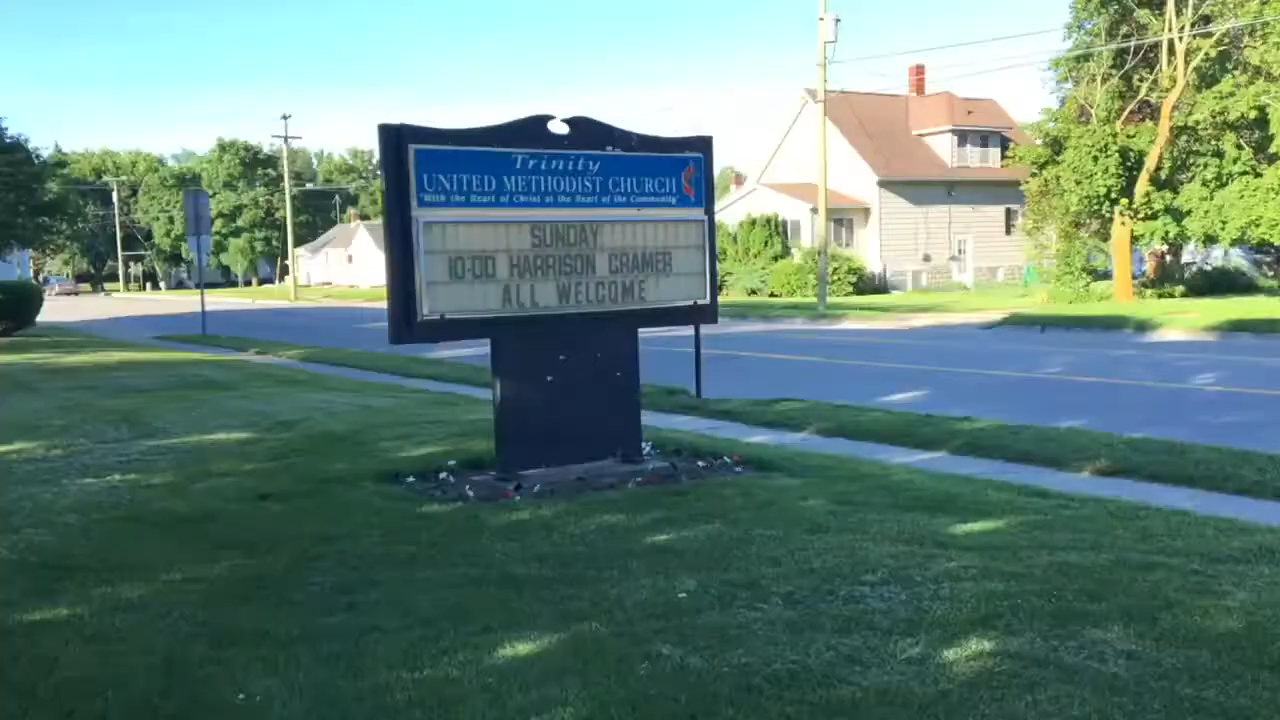 Trinity
UNITED METHODIST CHURCH
"With the Heart of Christ at the Heart of the Community"
SUNDAY
10:00 HARRISON CRAMER
ALL WELCOME